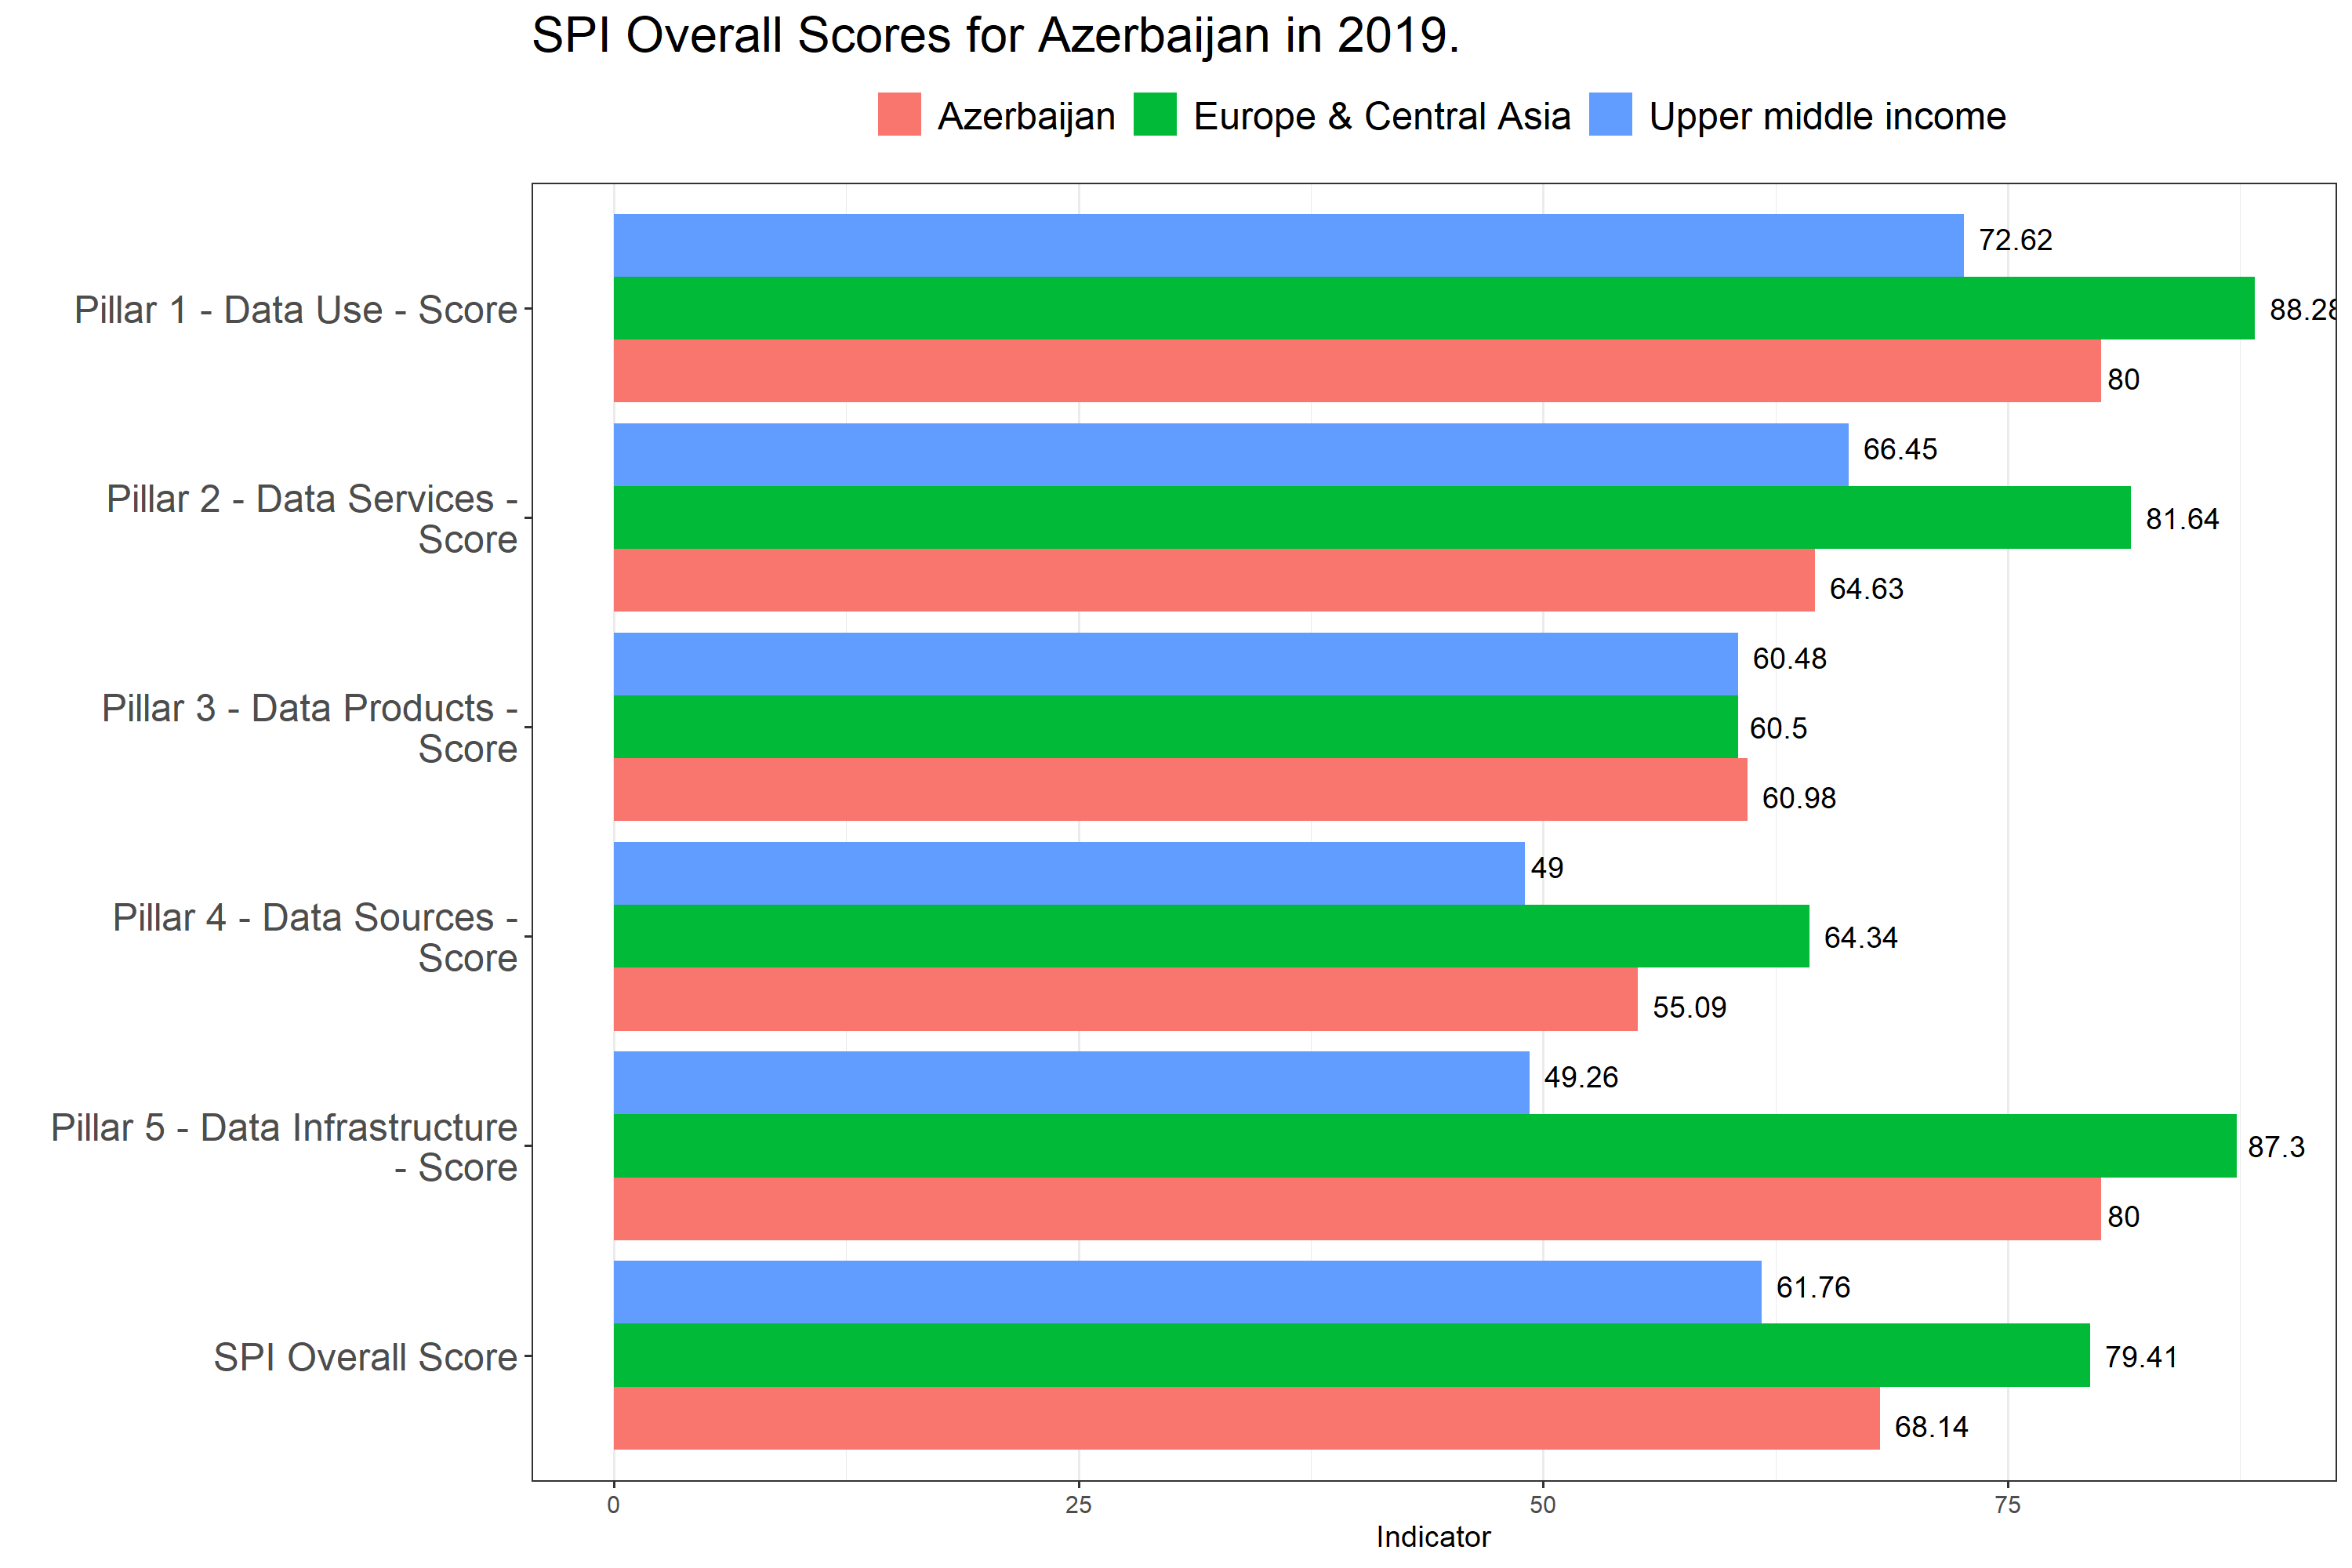 SPI Overall Scores for Azerbaijan in 2019.
Azerbaijan Europe & Central Asia Upper middle income
Pillar 1 - Data Use - Score
72.62
88.28
80
Pillar 2 - Data Services -
Score
66.45
81.64
64.63
Pillar 3 - Data Products -
Score
60.48
60.5
60.98
Pillar 4 - Data Sources -
Score
49
64.34
55.09
Pillar 5 - Data Infrastructure
- Score
49.26
87.3
80
SPI Overall Score
61.76
79.41
68.14
0 25 50 75
Indicator